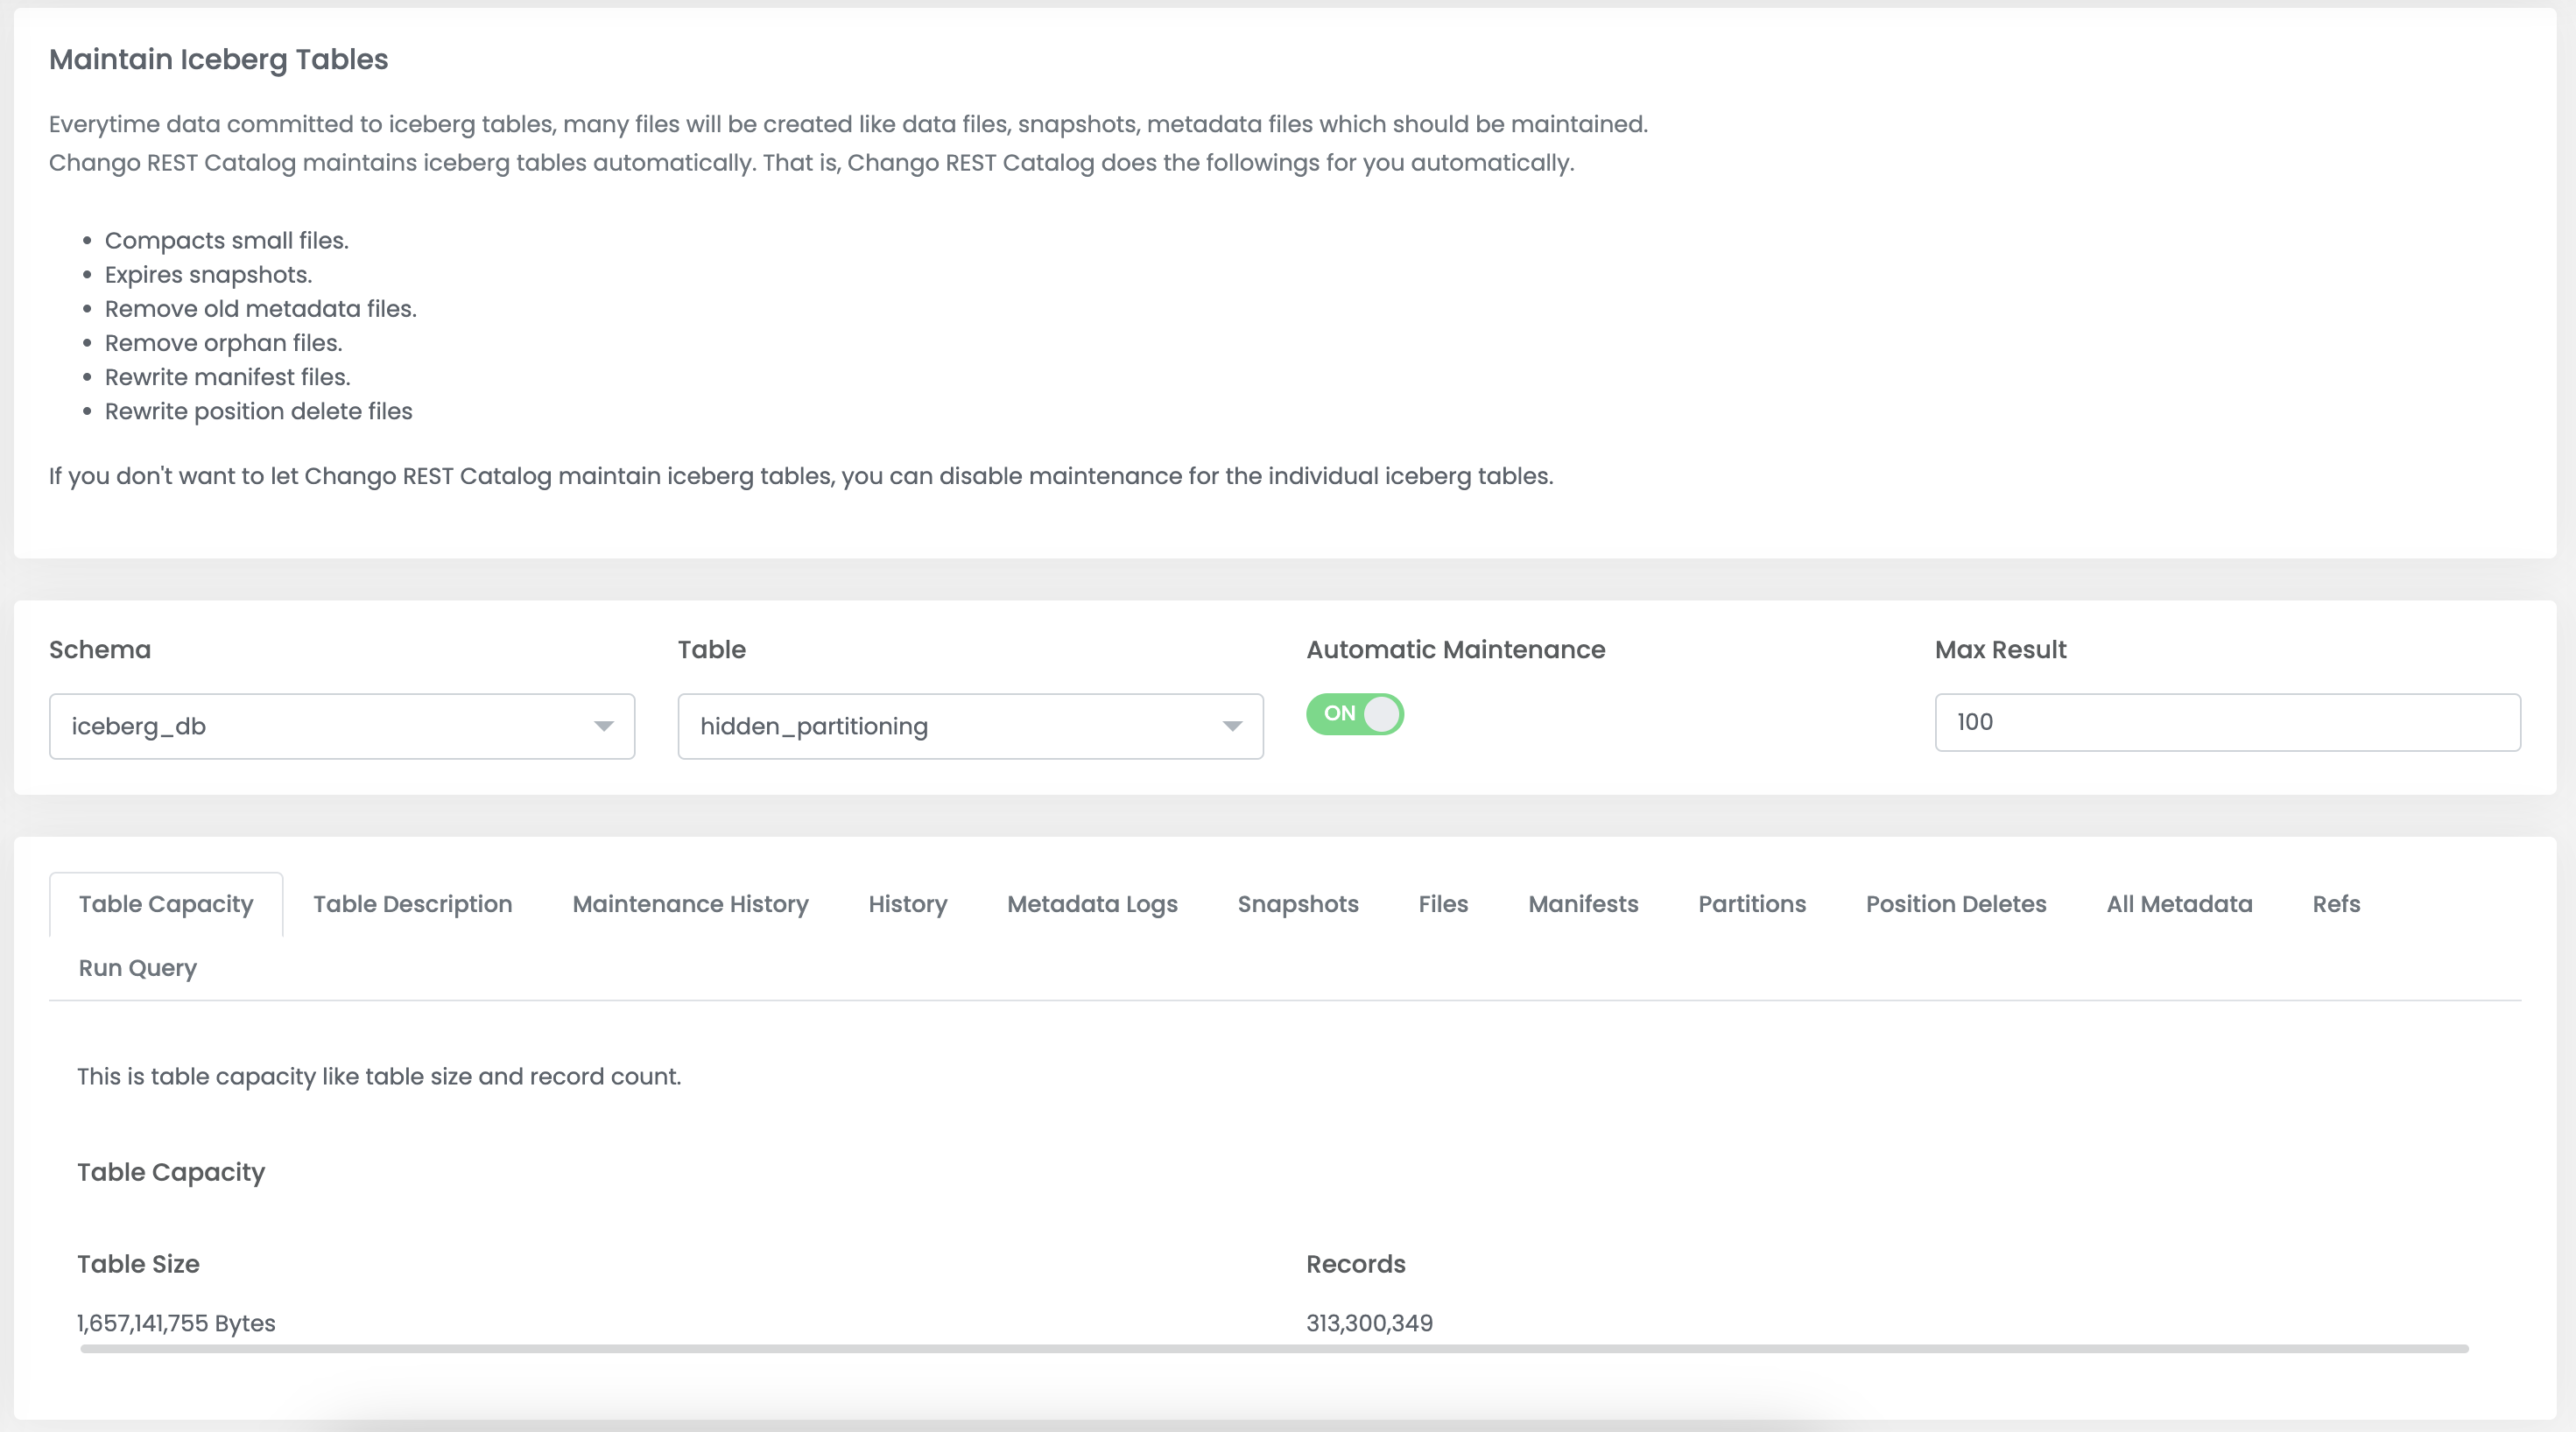 Maintain Iceberg Tables
Everytime data committed to iceberg tables, many files will be created like data files, snapshots, metadata files which should be maintained.
Chango REST Catalog maintains iceberg tables automatically. That is, Chango REST Catalog does the followings for you automatically.
• Compacts small files.
• Expires snapshots.
• Remove old metadata files.
• Remove orphan files.
• Rewrite manifest files.
• Rewrite position delete files
If you don't want to let Chango REST Catalog maintain iceberg tables, you can disable maintenance for the individual iceberg tables.
Schema Table Automatic Maintenance Max Result
iceberg_db hidden_partitioning ON 100
Table Capacity Table Description Maintenance History History Metadata Logs Snapshots Files Manifests Partitions Position Deletes All Metadata Refs
Run Query
This is table capacity like table size and record count.
Table Capacity
Table Size Records
1,657,141,755 Bytes 313,300,349